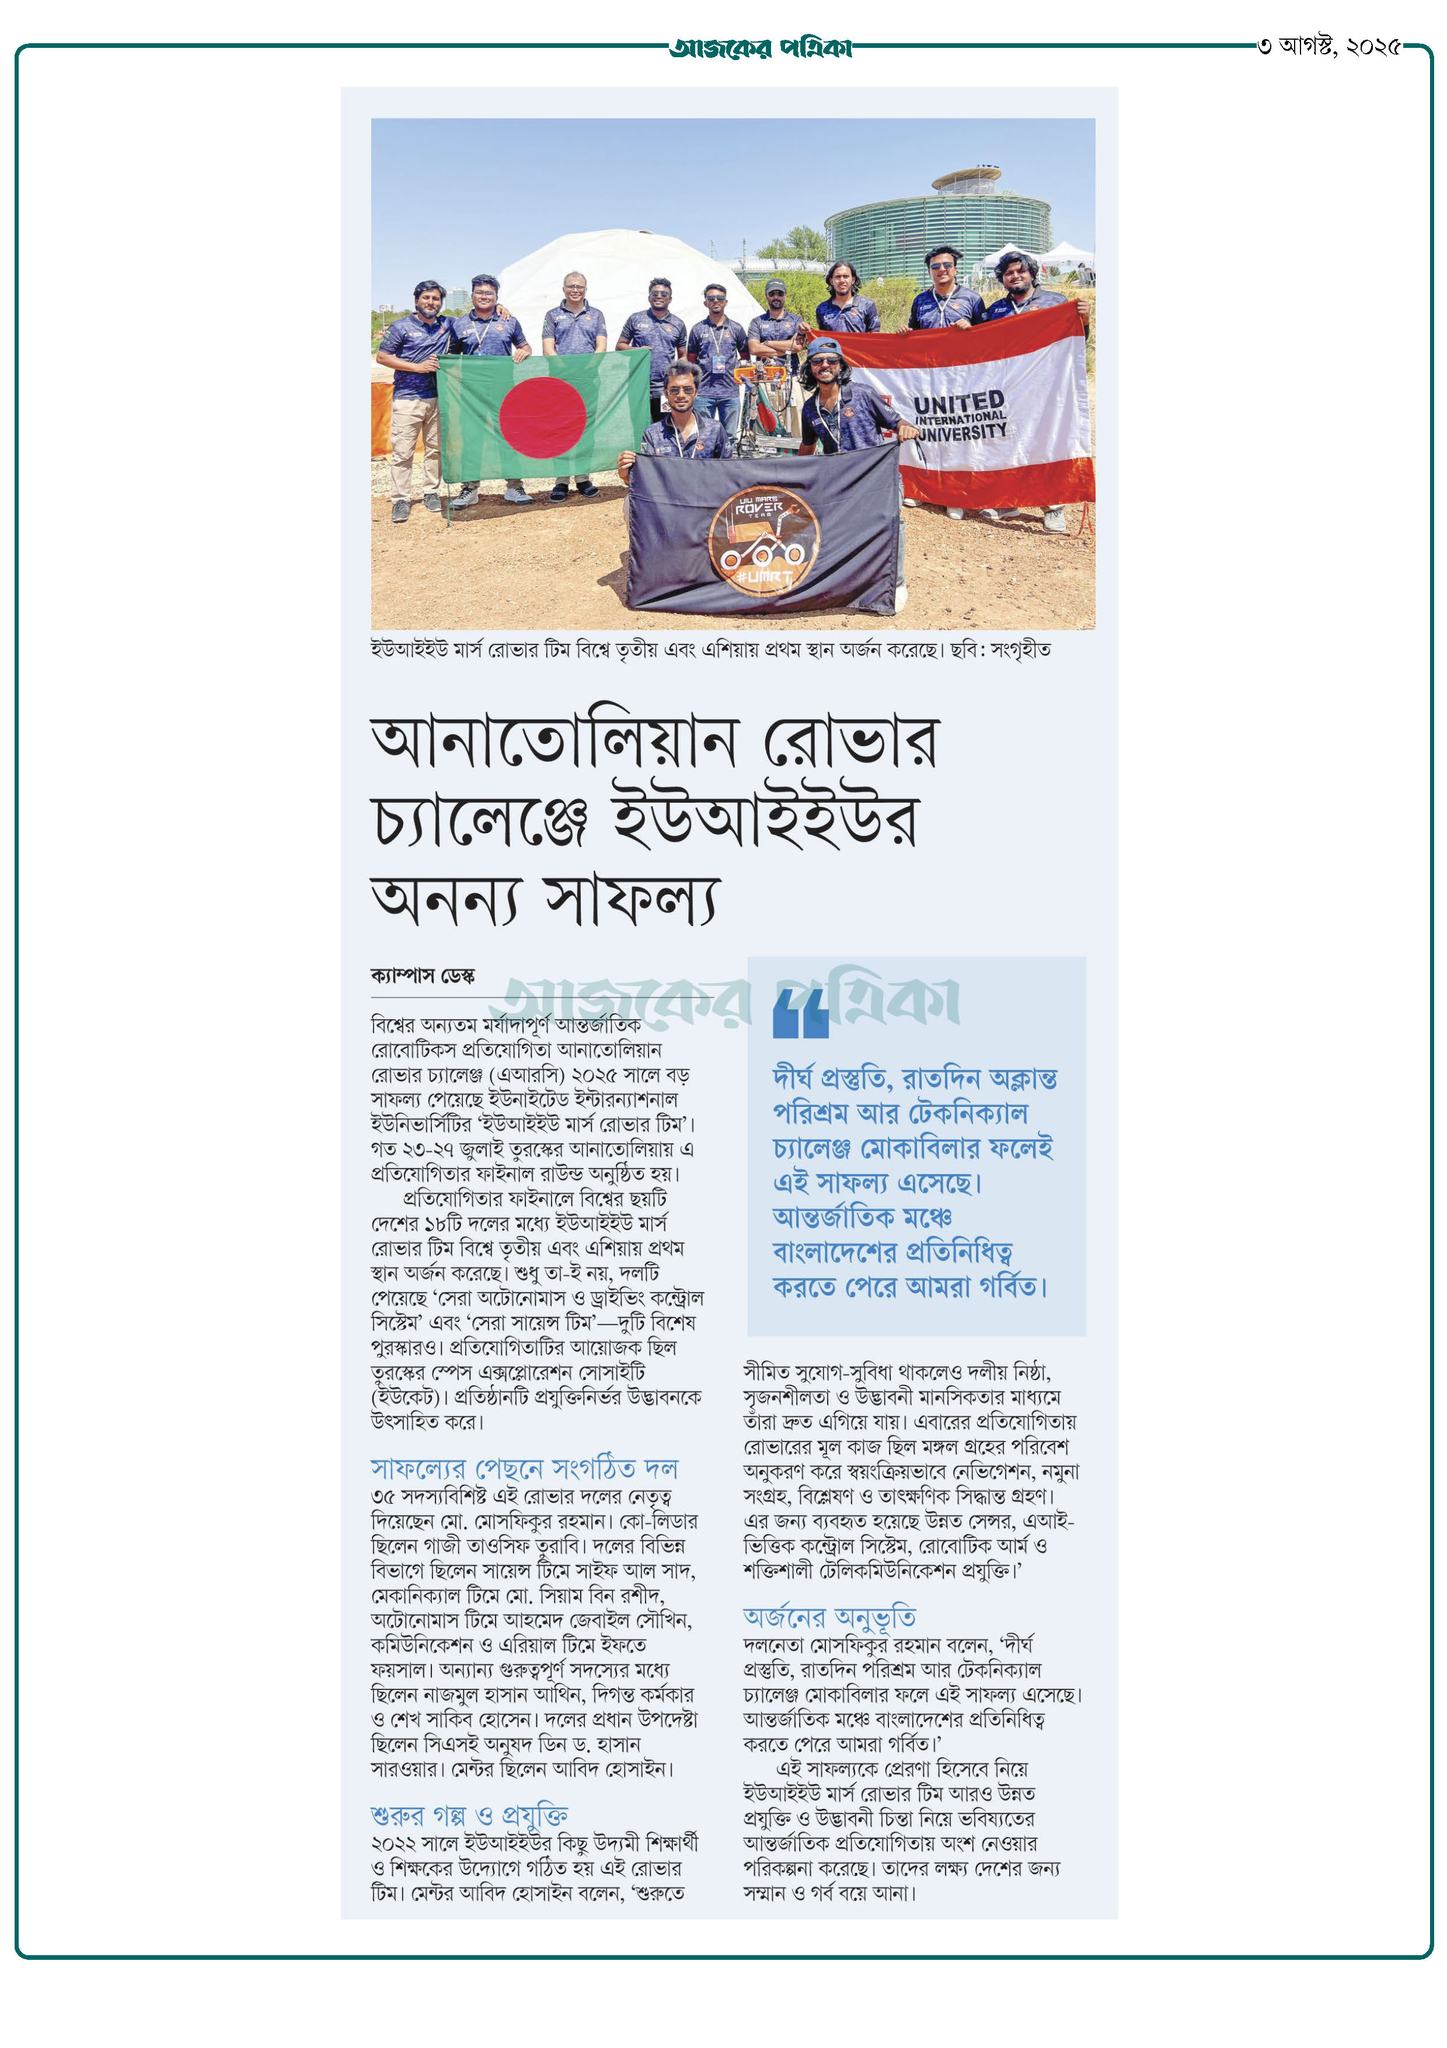 আজকের পত্রিকা
৩ আগস্ট, ২০২৫
UNITED
INTERNATIONAL
UNIVERSITY
UIU MARS
ROVER
TEAM
#UMRT
ইউআইইউ মার্স রোভার টিম বিশ্বে তৃতীয় এবং এশিয়ায় প্রথম স্থান অর্জন করেছে। ছবি: সংগৃহীত
আনাতোলিয়ান রোভার
চ্যালেঞ্জে ইউআইইউর
অনন্য সাফল্য
ক্যাম্পাস ডেস্ক
আজকের পত্রিকা
বিশ্বের অন্যতম মর্যাদাপূর্ণ আন্তর্জাতিক
রোবোটিকস প্রতিযোগিতা আনাতোলিয়ান
রোভার চ্যালেঞ্জ (এআরসি) ২০২৫ সালে বড়
সাফল্য পেয়েছে ইউনাইটেড ইন্টারন্যাশনাল
ইউনিভার্সিটির ‘ইউআইইউ মার্স রোভার টিম’।
গত ২৩-২৭ জুলাই তুরস্কের আনাতোলিয়ায় এ
প্রতিযোগিতার ফাইনাল রাউন্ড অনুষ্ঠিত হয়।
প্রতিযোগিতার ফাইনালে বিশ্বের ছয়টি
দেশের ১৮টি দলের মধ্যে ইউআইইউ মার্স
রোভার টিম বিশ্বে তৃতীয় এবং এশিয়ায় প্রথম
স্থান অর্জন করেছে। শুধু তা-ই নয়, দলটি
পেয়েছে ‘সেরা অটোনোমাস ও ড্রাইভিং কন্ট্রোল
সিস্টেম’ এবং ‘সেরা সায়েন্স টিম’—দুটি বিশেষ
পুরস্কারও। প্রতিযোগিতাটির আয়োজক ছিল
তুরস্কের স্পেস এক্সপ্লোরেশন সোসাইটি
(ইউকেট)। প্রতিষ্ঠানটি প্রযুক্তিনির্ভর উদ্ভাবনকে
উৎসাহিত করে।
সাফল্যের পেছনে সংগঠিত দল
৩৫ সদস্যবিশিষ্ট এই রোভার দলের নেতৃত্ব
দিয়েছেন মো. মোসফিকুর রহমান। কো-লিডার
ছিলেন গাজী তাওসিফ তুরাবি। দলের বিভিন্ন
বিভাগে ছিলেন সায়েন্স টিমে সাইফ আল সাদ,
মেকানিক্যাল টিমে মো. সিয়াম বিন রশীদ,
অটোনোমাস টিমে আহমেদ জেবাইল সৌখিন,
কমিউনিকেশন ও এরিয়াল টিমে ইফতে
ফয়সাল। অন্যান্য গুরুত্বপূর্ণ সদস্যের মধ্যে
ছিলেন নাজমুল হাসান আথিন, দিগন্ত কর্মকার
ও শেখ সাকিব হোসেন। দলের প্রধান উপদেষ্টা
ছিলেন সিএসই অনুষদ ডিন ড. হাসান
সারওয়ার। মেন্টর ছিলেন আবিদ হোসাইন।
শুরুর গল্প ও প্রযুক্তি
২০২২ সালে ইউআইইউর কিছু উদ্যমী শিক্ষার্থী
ও শিক্ষকের উদ্যোগে গঠিত হয় এই রোভার
টিম। মেন্টর আবিদ হোসাইন বলেন, ‘শুরুতে
দীর্ঘ প্রস্তুতি, রাতদিন অক্লান্ত
পরিশ্রম আর টেকনিক্যাল
চ্যালেঞ্জ মোকাবিলার ফলেই
এই সাফল্য এসেছে।
আন্তর্জাতিক মঞ্চে
বাংলাদেশের প্রতিনিধিত্ব
করতে পেরে আমরা গর্বিত।
সীমিত সুযোগ-সুবিধা থাকলেও দলীয় নিষ্ঠা,
সৃজনশীলতা ও উদ্ভাবনী মানসিকতার মাধ্যমে
তাঁরা দ্রুত এগিয়ে যায়। এবারের প্রতিযোগিতায়
রোভারের মূল কাজ ছিল মঙ্গল গ্রহের পরিবেশ
অনুকরণ করে স্বয়ংক্রিয়ভাবে নেভিগেশন, নমুনা
সংগ্রহ, বিশ্লেষণ ও তাৎক্ষণিক সিদ্ধান্ত গ্রহণ।
এর জন্য ব্যবহৃত হয়েছে উন্নত সেন্সর, এআই-
ভিত্তিক কন্ট্রোল সিস্টেম, রোবোটিক আর্ম ও
শক্তিশালী টেলিকমিউনিকেশন প্রযুক্তি।’
অর্জনের অনুভূতি
দলনেতা মোসফিকুর রহমান বলেন, ‘দীর্ঘ
প্রস্তুতি, রাতদিন পরিশ্রম আর টেকনিক্যাল
চ্যালেঞ্জ মোকাবিলার ফলে এই সাফল্য এসেছে।
আন্তর্জাতিক মঞ্চে বাংলাদেশের প্রতিনিধিত্ব
করতে পেরে আমরা গর্বিত।’
এই সাফল্যকে প্রেরণা হিসেবে নিয়ে
ইউআইইউ মার্স রোভার টিম আরও উন্নত
প্রযুক্তি ও উদ্ভাবনী চিন্তা নিয়ে ভবিষ্যতের
আন্তর্জাতিক প্রতিযোগিতায় অংশ নেওয়ার
পরিকল্পনা করেছে। তাদের লক্ষ্য দেশের জন্য
সম্মান ও গর্ব বয়ে আনা।